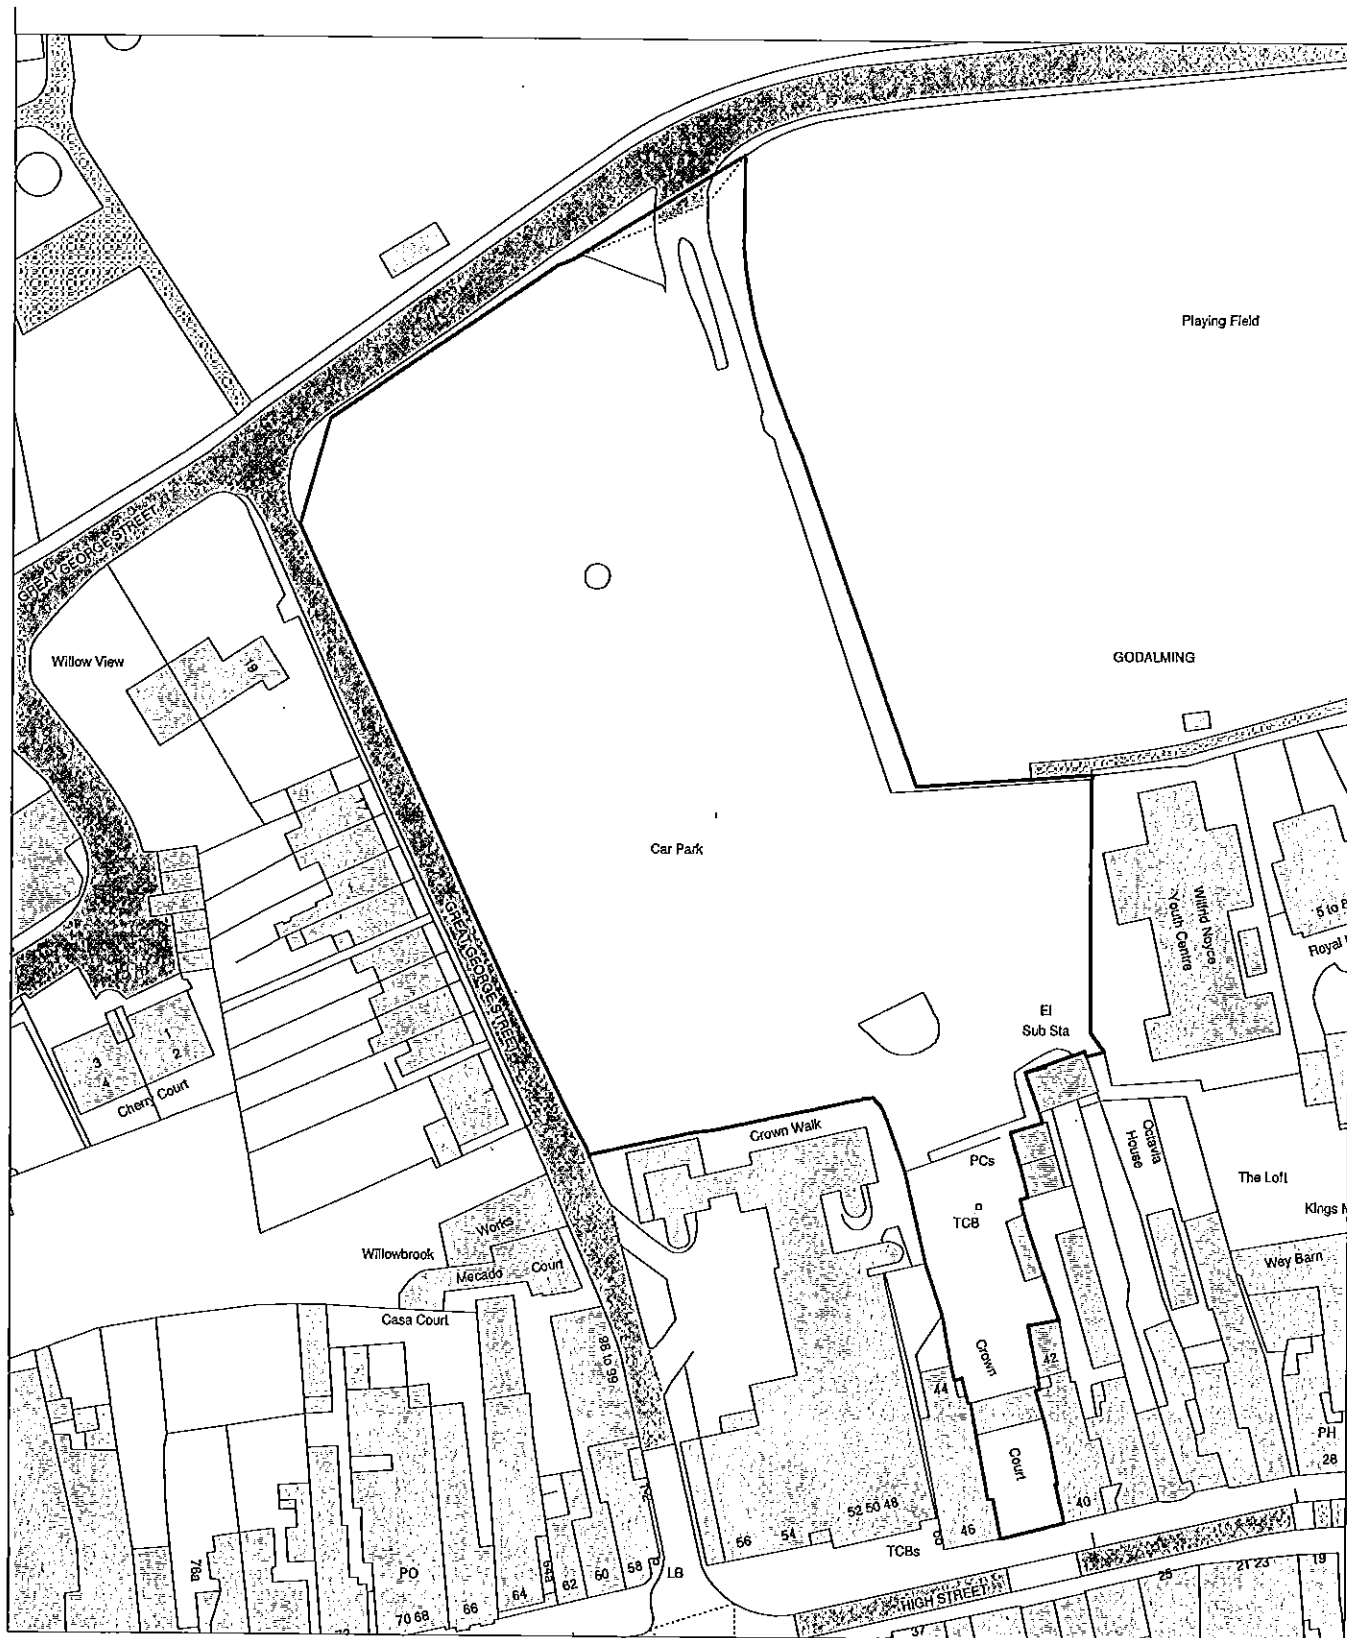 Playing Field
GREAT GEORGE STREET
Willow View
19
GODALMING
Car Park
GREAT GEORGE STREET
Wilfrid Noyce
Youth Centre
5 to 8
Royal
El
Sub Sta
3
4
1
2
Cherry Court
Crown Walk
PCs
Octavia
House
The Loft
TCB
Kings M
Works
Willowbrook
Mecado Court
Wey Barn
Casa Court
98 to 99
Crown
42
44
PH
28
Court
40
52 50 48
54
56
46
TCBs
76a
PO
70 68
66
64
64a
62
60
58
LB
HIGH STREET
25
21 23
19
37